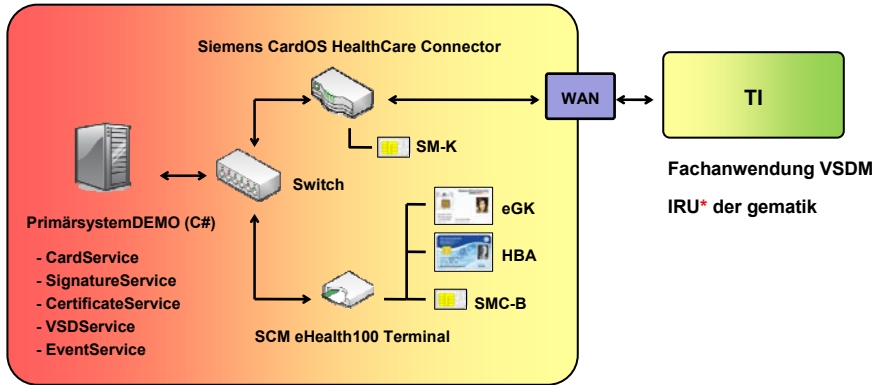 Siemens CardOS HealthCare Connector
WAN
TI
SM-K
Fachanwendung VSDM
IRU* der gematik
Switch
eGK
PrimärsystemDEMO (C#)
HBA
- CardService
- SignatureService
- CertificateService
- VSDService
- EventService
SMC-B
SCM eHealth100 Terminal